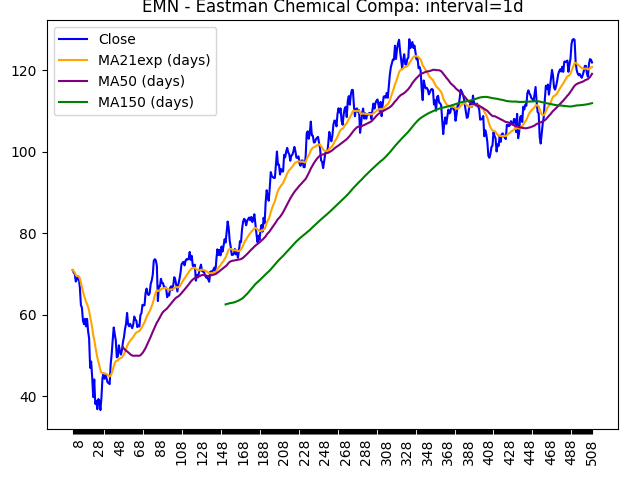 EMN - Eastman Chemical Compa: interval=1d
Close
MA21exp (days)
MA50 (days)
MA150 (days)
120
100
80
60
40
8 28 48 68 88 108 128 148 168 188 208 228 248 268 288 308 328 348 368 388 408 428 448 468 488 508